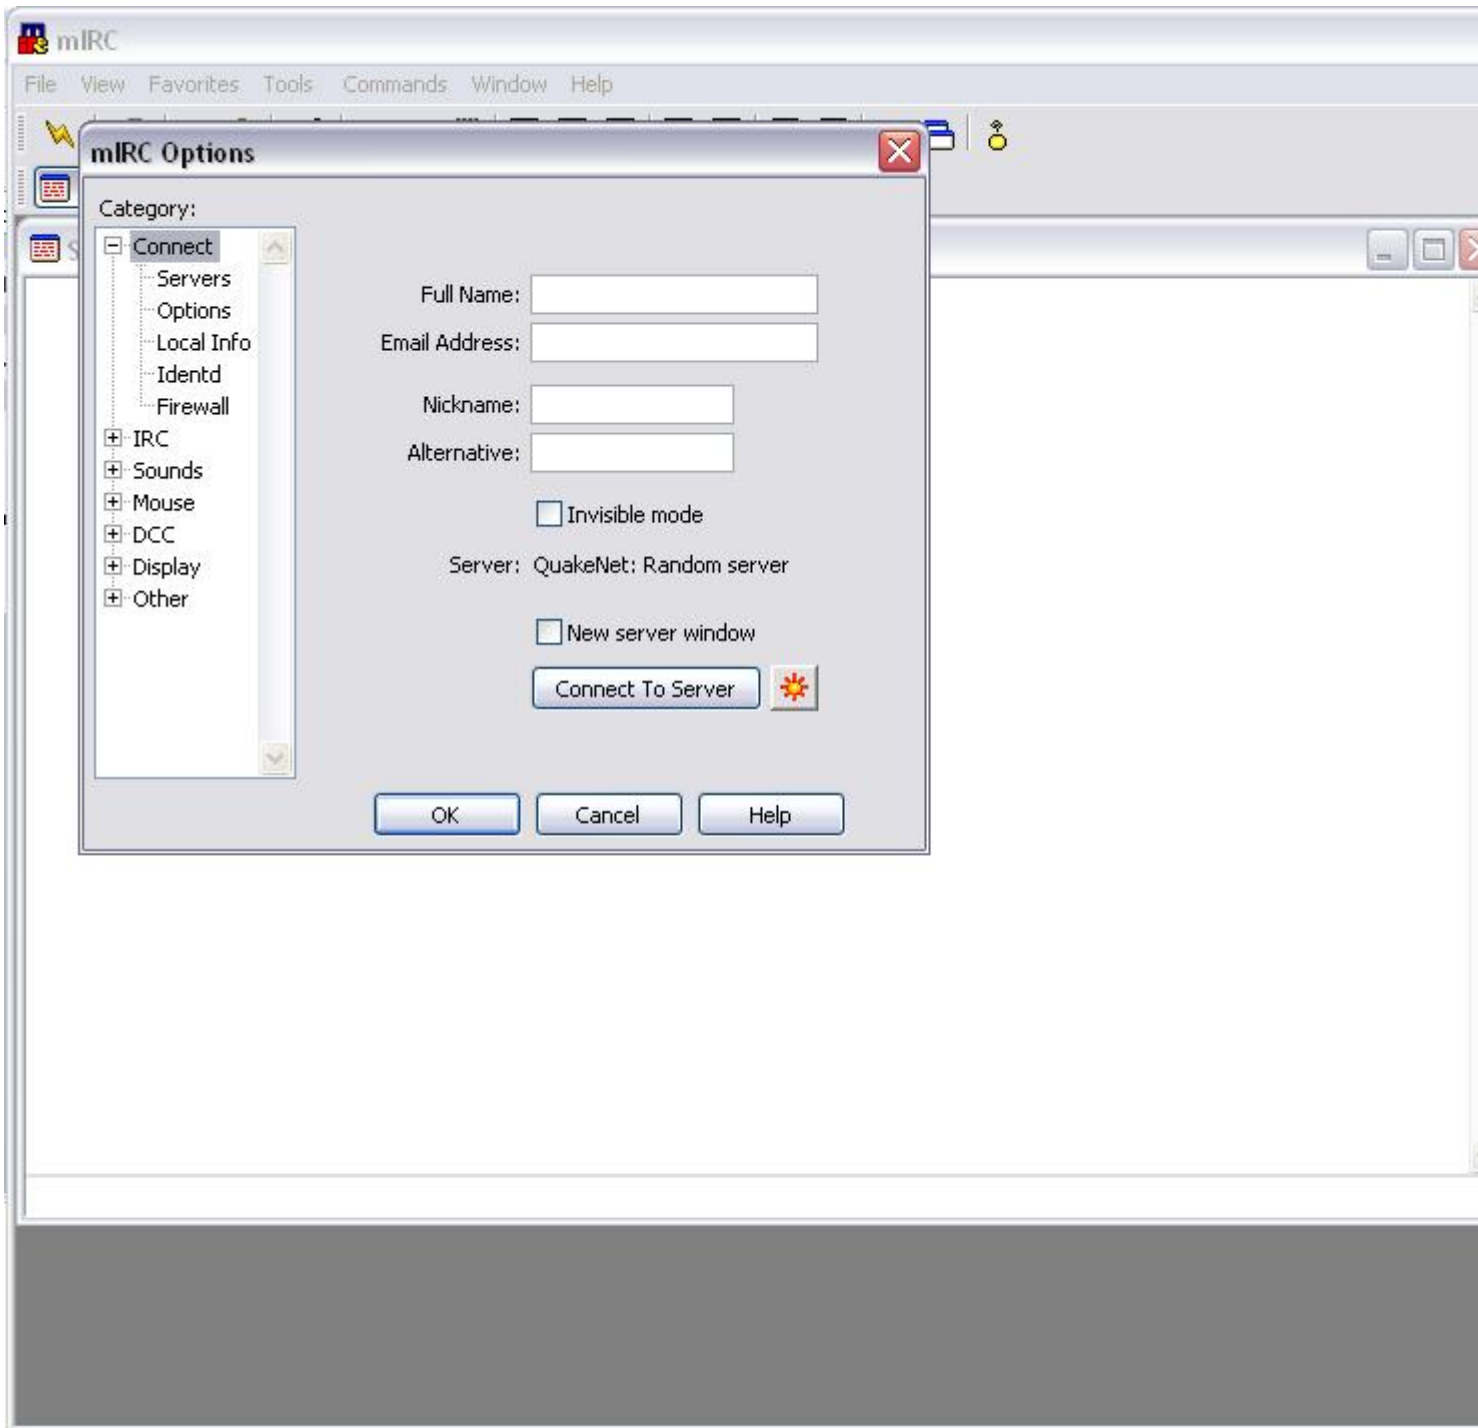 mIRC
File View Favorites Tools Commands Window Help
mIRC Options
Category:
Connect
Servers
Options
Local Info
Identd
Firewall
IRC
Sounds
Mouse
DCC
Display
Other
Full Name:
Email Address:
Nickname:
Alternative:
Invisible mode
Server: QuakeNet: Random server
New server window
Connect To Server
OK Cancel Help